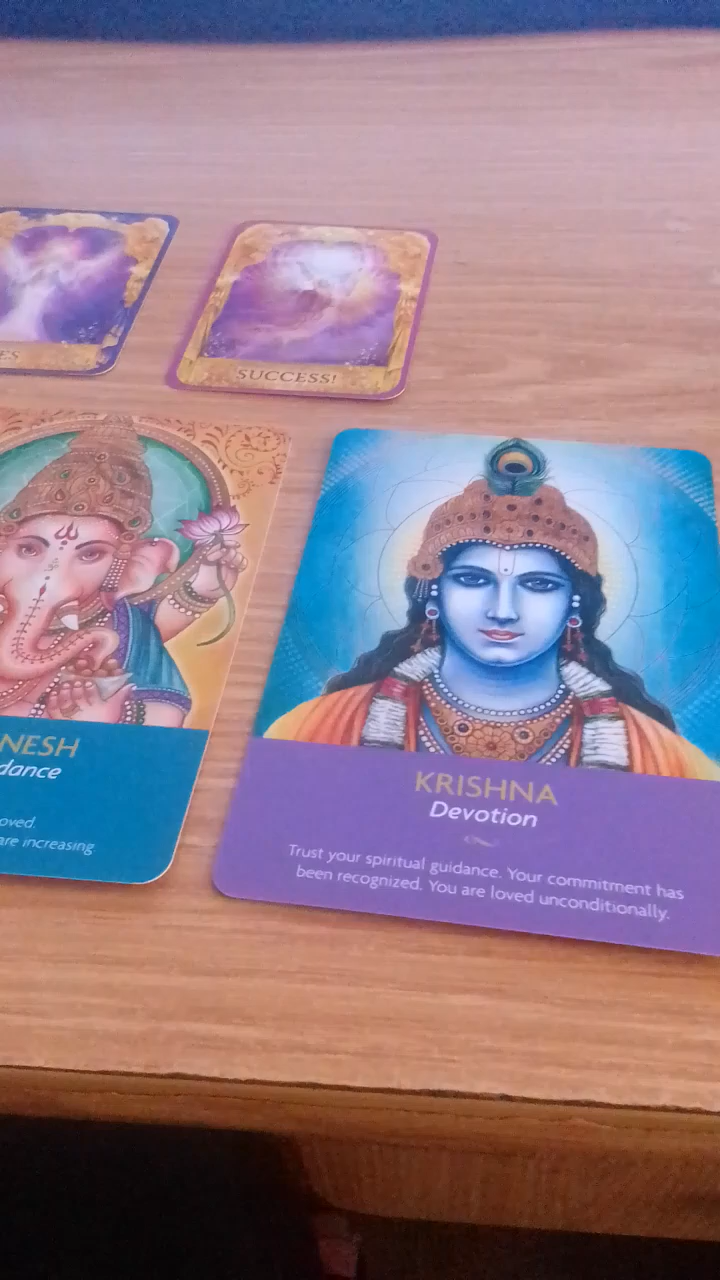 ES
SUCCESS!
NESH
dance
oved.
are increasing
KRISHNA
Devotion
Trust your spiritual guidance. Your commitment has
been recognized. You are loved unconditionally.